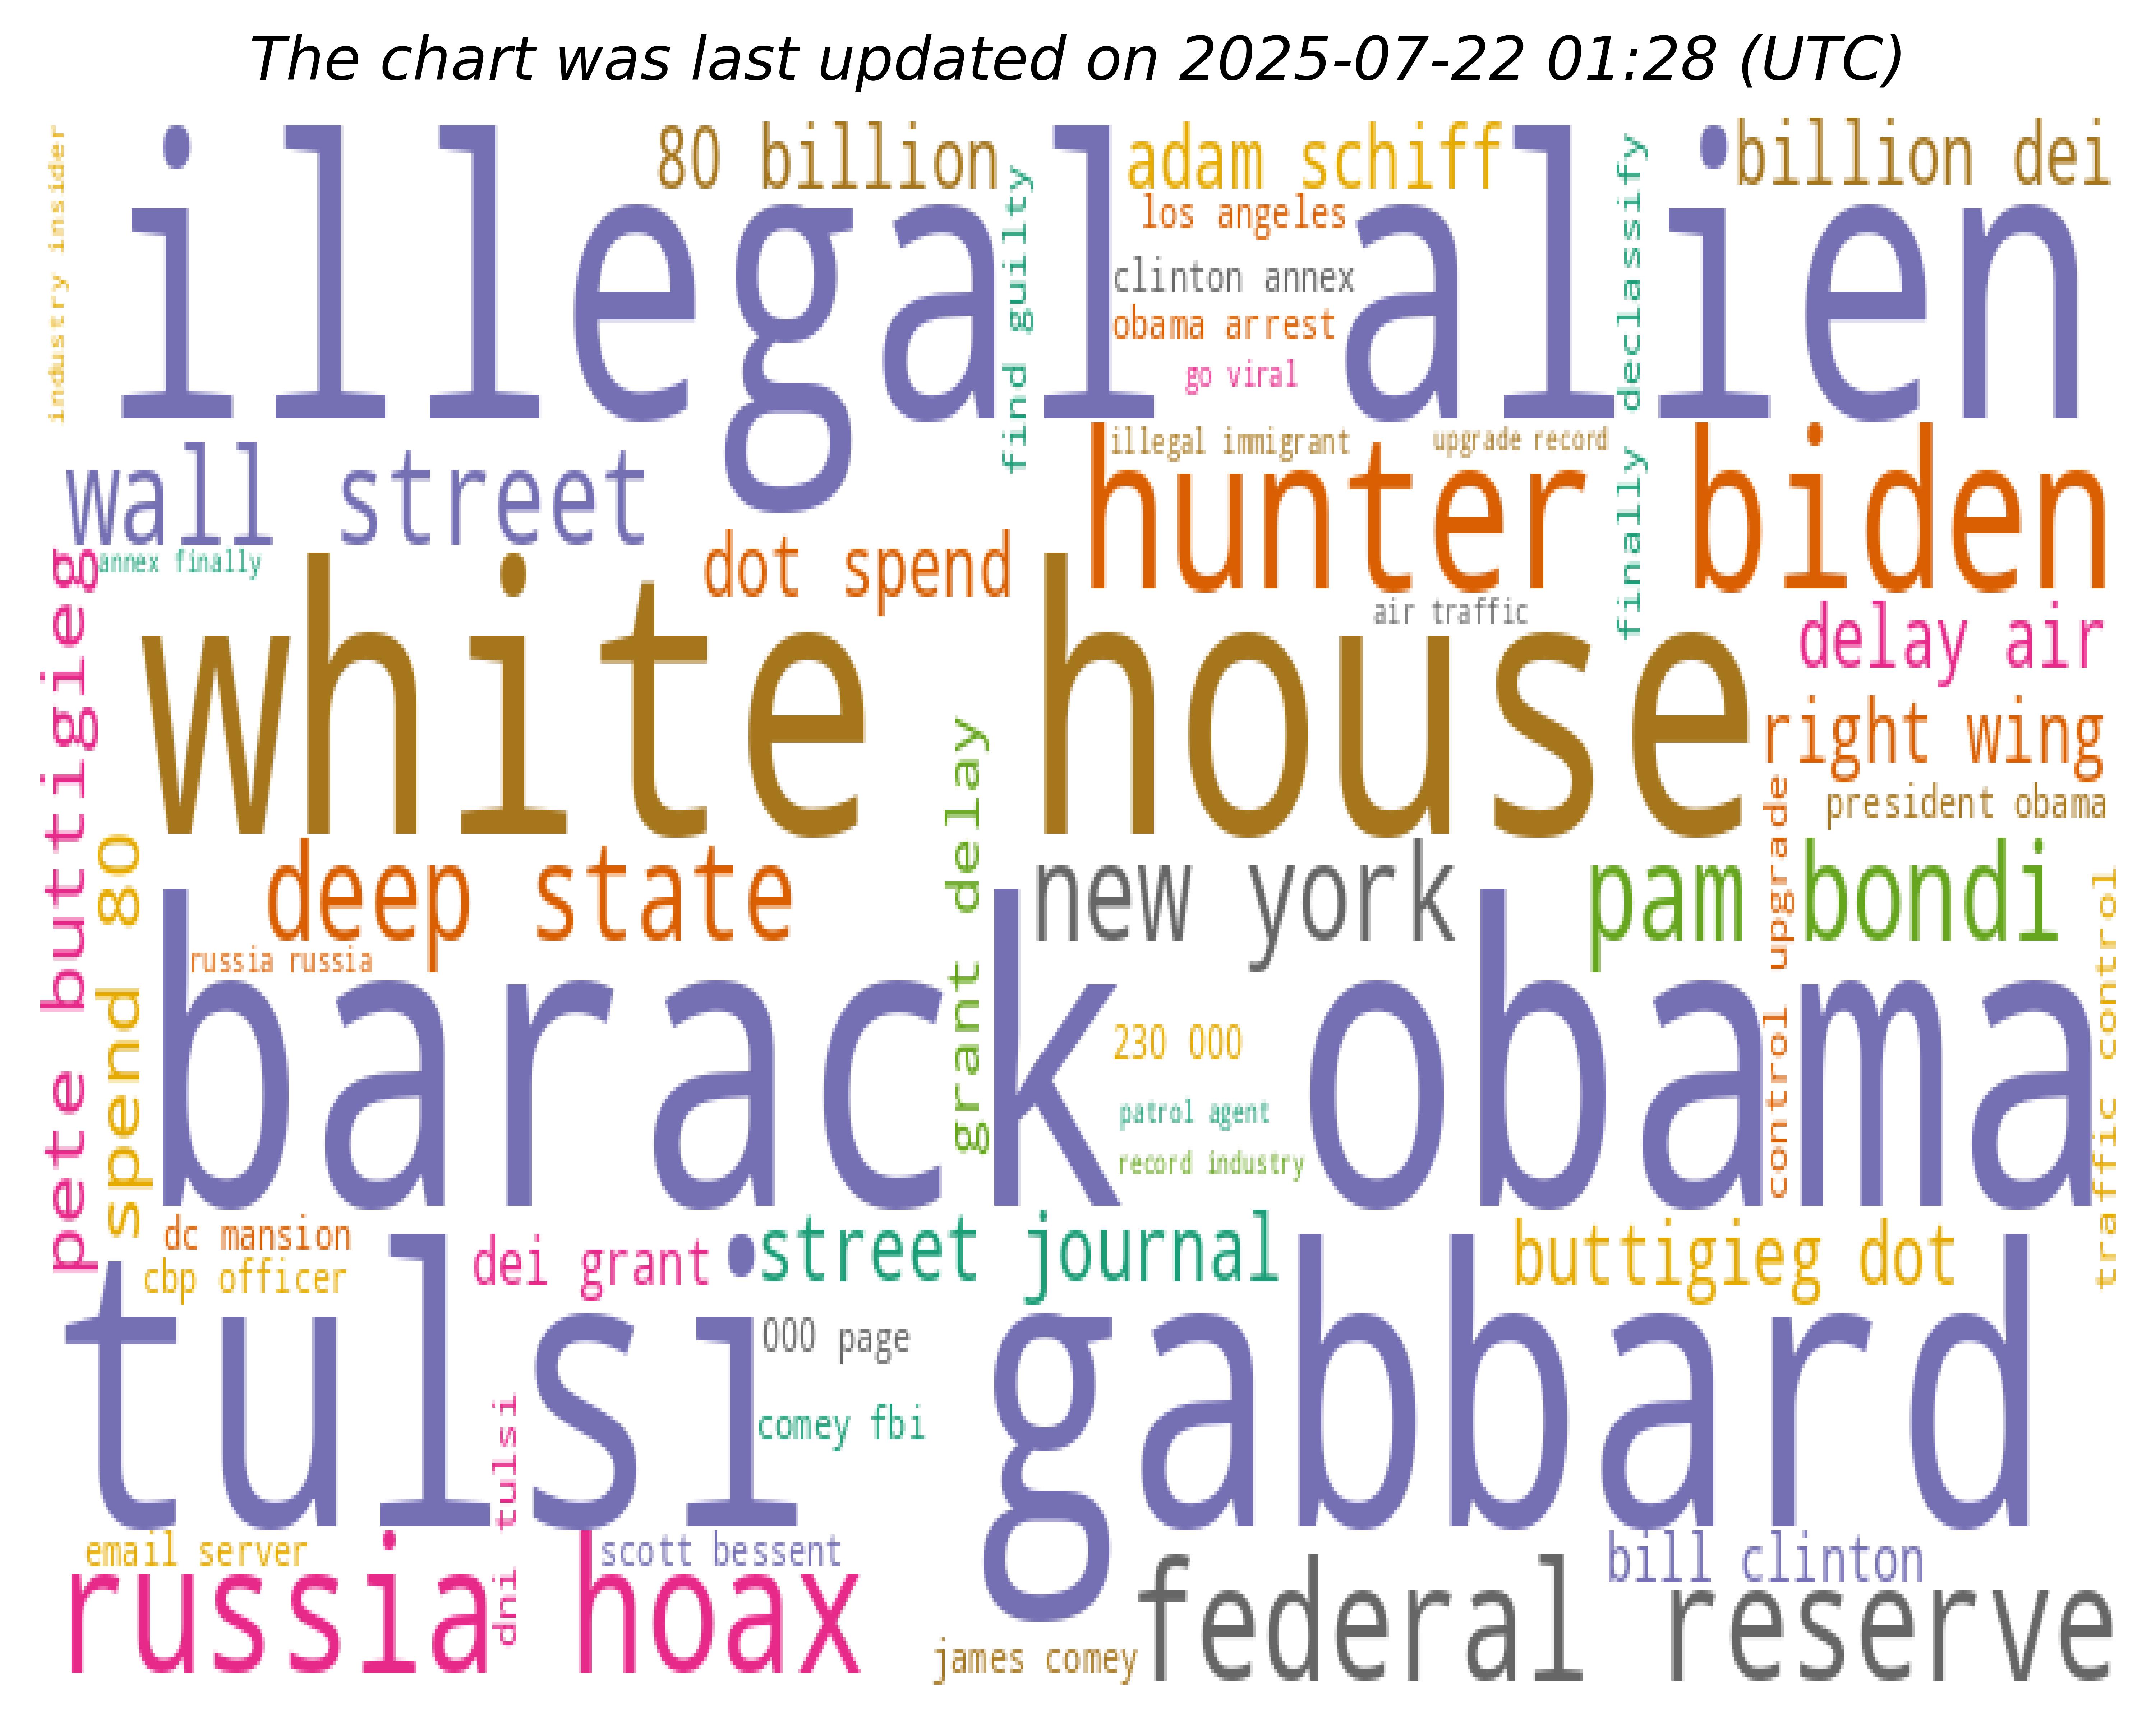 The chart was last updated on 2025-07-22 01:28 (UTC)
industry insider
illegal alien
80 billion
adam schiff
billion dei
los angeles
find guilty
clinton annex
obama arrest
go viral
finally declassify
illegal immigrant
upgrade record
hunter biden
wall street
annex finally
dot spend
air traffic
pete buttigieg
white house
delay air
right wing
president obama
grant delay
control upgrade
spend 80
deep state
new york
pam bondi
russia russia
barack obama
traffic control
230 000
patrol agent
record industry
dc mansion
cbp officer
dei grant
street journal
buttigieg dot
tulsi gabbard
000 page
comey fbi
dni tulsi
email server
scott bessent
bill clinton
russia hoax
federal reserve
james comey